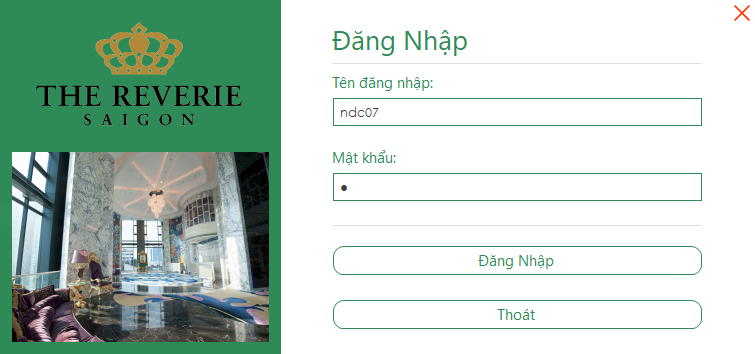 THE REVERIE
SAIGON
Đăng Nhập
Tên đăng nhập:
ndc07
Mật khẩu:
●
Đăng Nhập
Thoát